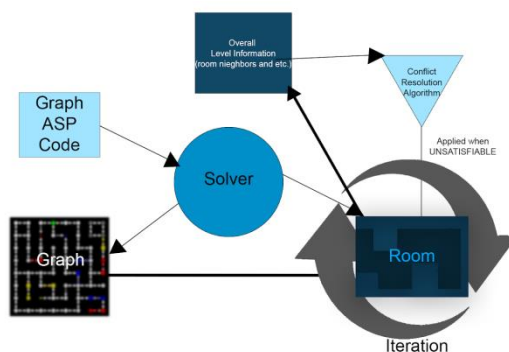 Overall
Level Information
(room nieghbors and etc.)
Conflict
Resolution
Algorithm
Graph
ASP
Code
Applied when
UNSATISFIABLE
Solver
Graph
Room
Iteration